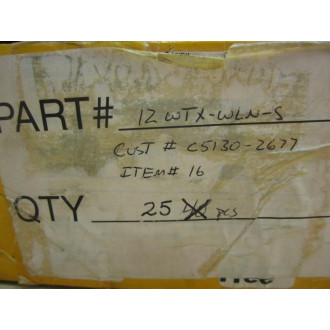 PART# 12 WTX-WLN-S
CUST # C5130-2677
ITEM# 16
QTY 25 pcs